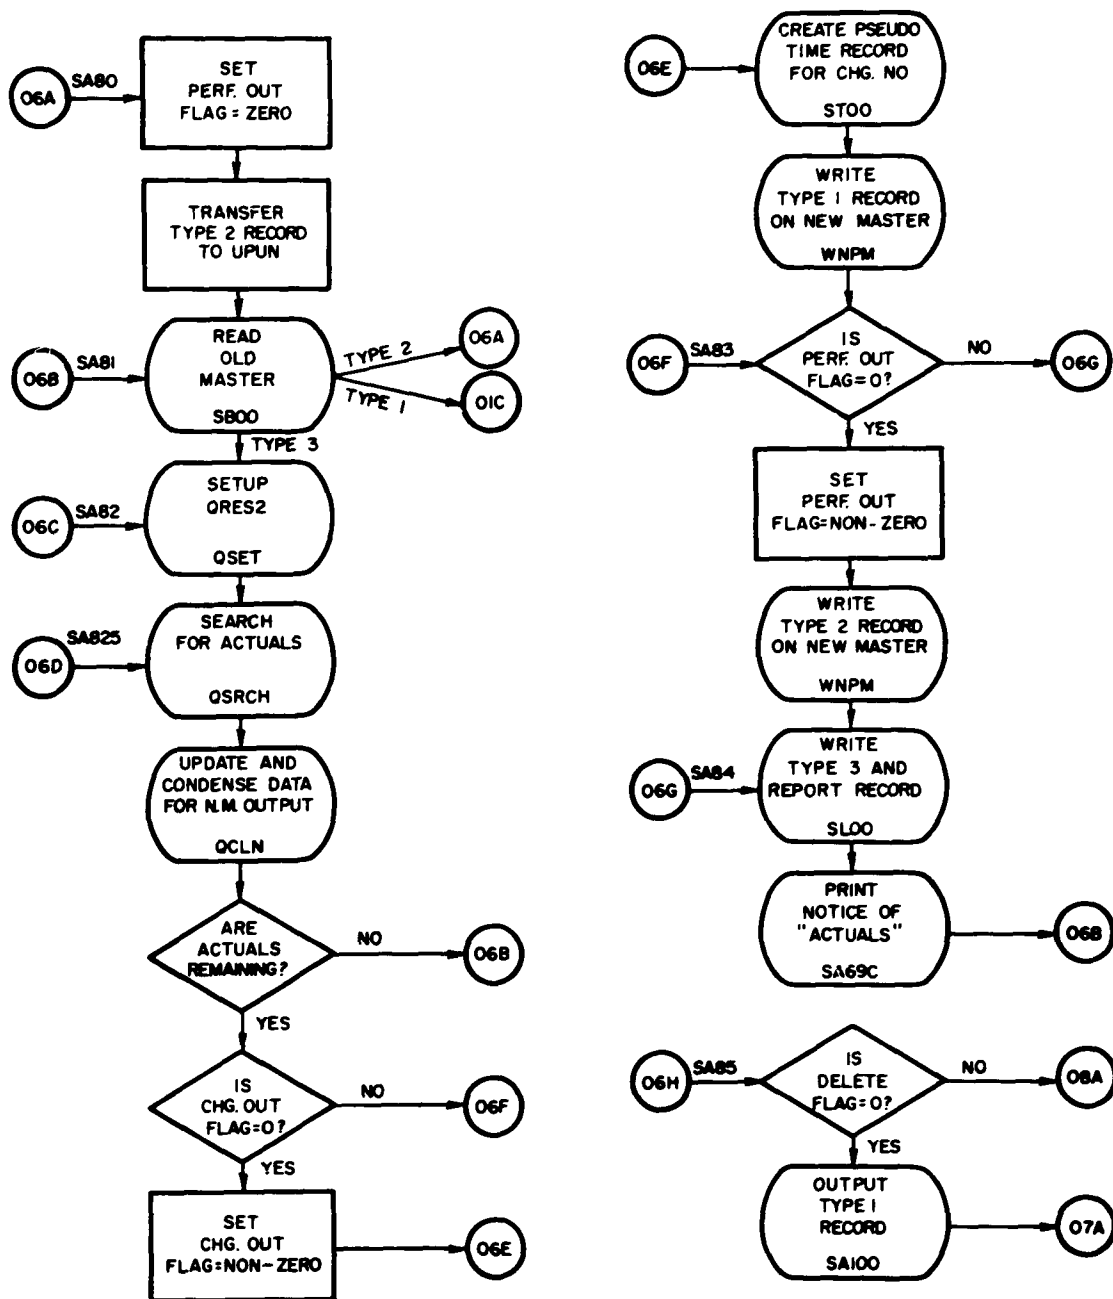 06A
SA80
SET
PERF. OUT
FLAG = ZERO
TRANSFER
TYPE 2 RECORD
TO UPUN
06B
SA81
READ
OLD
MASTER
SB00
TYPE 2
06A
TYPE 1
01C
TYPE 3
06C
SA82
SETUP
QRES2
QSET
06D
SA825
SEARCH
FOR ACTUALS
QSRCH
UPDATE AND
CONDENSE DATA
FOR N.M. OUTPUT
QCLN
ARE
ACTUALS
REMAINING?
NO
06B
YES
IS
CHG. OUT
FLAG=0?
NO
06F
YES
SET
CHG. OUT
FLAG=NON-ZERO
06E
06E
CREATE PSEUDO
TIME RECORD
FOR CHG. NO
ST00
WRITE
TYPE 1 RECORD
ON NEW MASTER
WNPM
06F
SA83
IS
PERF. OUT
FLAG=0?
NO
06G
YES
SET
PERF. OUT
FLAG=NON-ZERO
WRITE
TYPE 2 RECORD
ON NEW MASTER
WNPM
06G
SA84
WRITE
TYPE 3 AND
REPORT RECORD
SL00
PRINT
NOTICE OF
"ACTUALS"
SA69C
06B
06H
SA85
IS
DELETE
FLAG=0?
NO
08A
YES
OUTPUT
TYPE 1
RECORD
SA100
07A